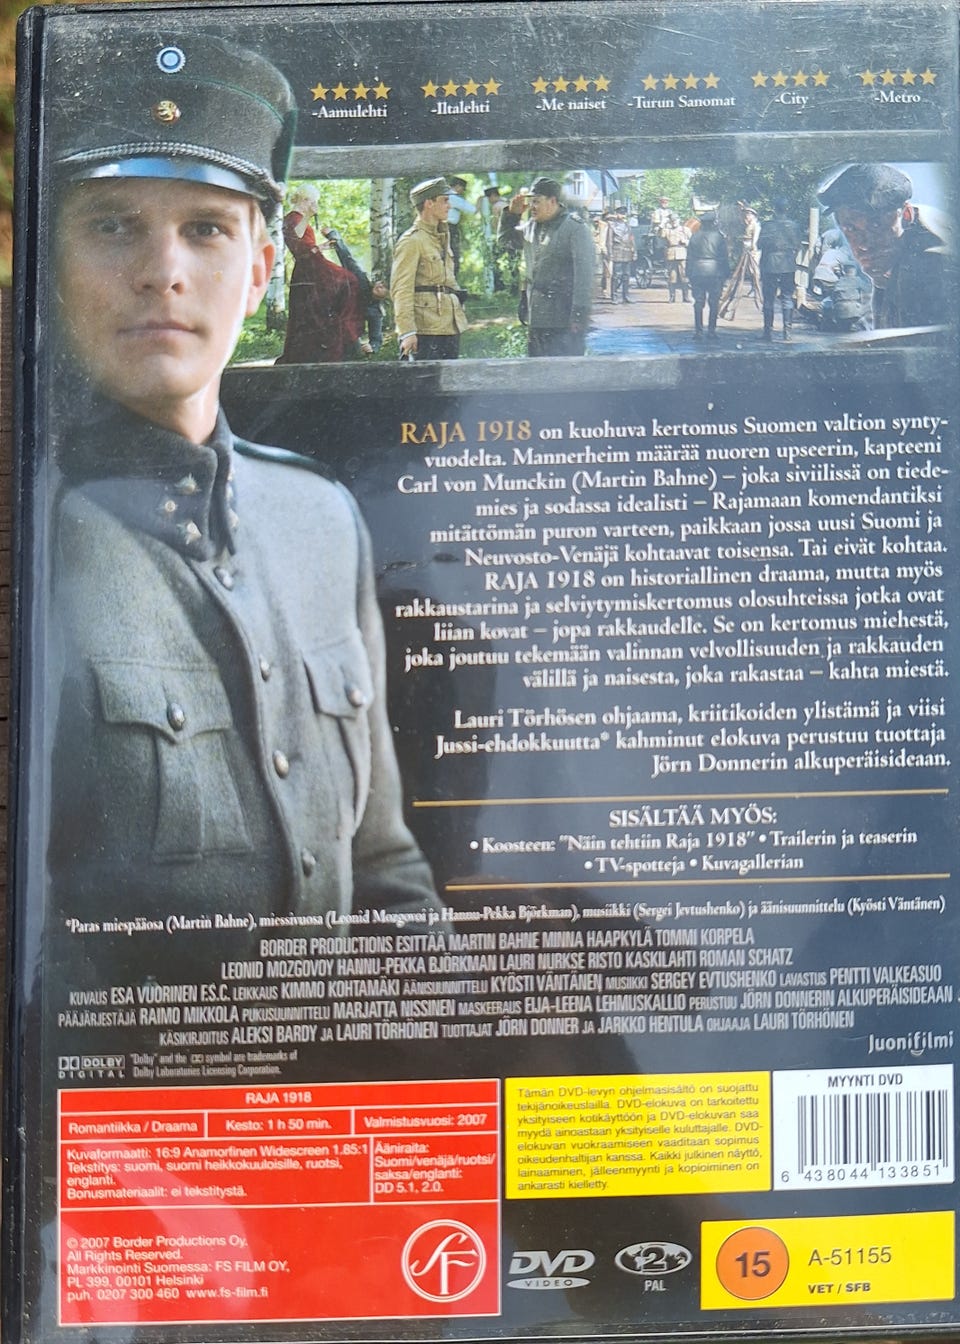 ★★★★ ★★★★ ★★★★ ★★★★ ★★★★ ★★★★
-Aamulehti -Iltalehti -Me naiset -Turun Sanomat -City -Metro
RAJA 1918 on kuohuva kertomus Suomen valtion synty-
vuodelta. Mannerheim määrää nuoren upseerin, kapteeni
Carl von Munckin (Martin Bahne) – joka siviilissä on tiede-
mies ja sodassa idealisti – Rajamaan komendantiksi
mitättömän puron varteen, paikkaan jossa uusi Suomi ja
Neuvosto-Venäjä kohtaavat toisensa. Tai eivät kohtaa.
RAJA 1918 on historiallinen draama, mutta myös
rakkaustarina ja selviytymiskertomus olosuhteissa jotka ovat
liian kovat – jopa rakkaudelle. Se on kertomus miehestä,
joka joutuu tekemään valinnan velvollisuuden ja rakkauden
välillä ja naisesta, joka rakastaa – kahta miestä.
Lauri Törhösen ohjaama, kriitikoiden ylistämä ja viisi
Jussi-ehdokkuutta* kahminut elokuva perustuu tuottaja
Jörn Donnerin alkuperäisideaan.
SISÄLTÄÄ MYÖS:
• Koosteen: "Näin tehtiin Raja 1918" • Trailerin ja teaserin
• TV-spotteja • Kuvagallerian
*Paras miespääosa (Martin Bahne), miessivuosa (Leonid Mozgovoi ja Hannu-Pekka Björkman), musiikki (Sergei Jevtushenko) ja äänisuunnittelu (Kyösti Väntänen)
BORDER PRODUCTIONS ESITTÄÄ MARTIN BAHNE MINNA HAAPKYLÄ TOMMI KORPELA
LEONID MOZGOVOY HANNU-PEKKA BJÖRKMAN LAURI NURKSE RISTO KASKILAHTI ROMAN SCHATZ
KUVAUS ESA VUORINEN F.S.C. LEIKKAUS KIMMO KOHTAMÄKI ÄÄNISUUNNITTELU KYÖSTI VÄNTÄNEN MUSIIKKI SERGEY EVTUSHENKO LAVASTUS PENTTI VALKEASUO
PÄÄJÄRJESTÄJÄ RAIMO MIKKOLA PUKUSUUNNITTELU MARJATTA NISSINEN MASKEERAUS EIJA-LEENA LEHMUSKALLIO PERUSTUU JÖRN DONNERIN ALKUPERÄISIDEAAN
KÄSIKIRJOITUS ALEKSI BARDY JA LAURI TÖRHÖNEN TUOTTAJAT JÖRN DONNER JA JARKKO HENTULA OHJAAJA LAURI TÖRHÖNEN
Juonifilmi
DOLBY
DIGITAL
"Dolby" and the symbol are trademarks of
Dolby Laboratories Licensing Corporation.
RAJA 1918
Romantiikka / Draama Kesto: 1 h 50 min. Valmistusvuosi: 2007
Kuvaformaatti: 16:9 Anamorfinen Widescreen 1.85:1
Tekstitys: suomi, suomi heikkokuuloisille, ruotsi,
englanti.
Bonusmateriaalit: ei tekstitystä.
Ääniraita:
Suomi/venäjä/ruotsi/
saksa/englanti:
DD 5.1, 2.0.
© 2007 Border Productions Oy.
All Rights Reserved.
Markkinointi Suomessa: FS FILM OY,
PL 399, 00101 Helsinki
puh. 0207 300 460 www.fs-film.fi
SF
Tämän DVD-levyn ohjelmasisältö on suojattu
tekijänoikeuslailla. DVD-elokuva on tarkoitettu
yksityiseen kotikäyttöön ja DVD-elokuvan saa
myydä ainoastaan yksityiselle kuluttajalle. DVD-
elokuvan vuokraamiseen vaaditaan sopimus
oikeudenhaltijan kanssa. Kaikki julkinen näyttö,
lainaaminen, jälleenmyynti ja kopioiminen on
ankarasti kielletty.
MYYNTI DVD
6 438044 133851
DVD
VIDEO
2
PAL
15
A-51155
VET / SFB